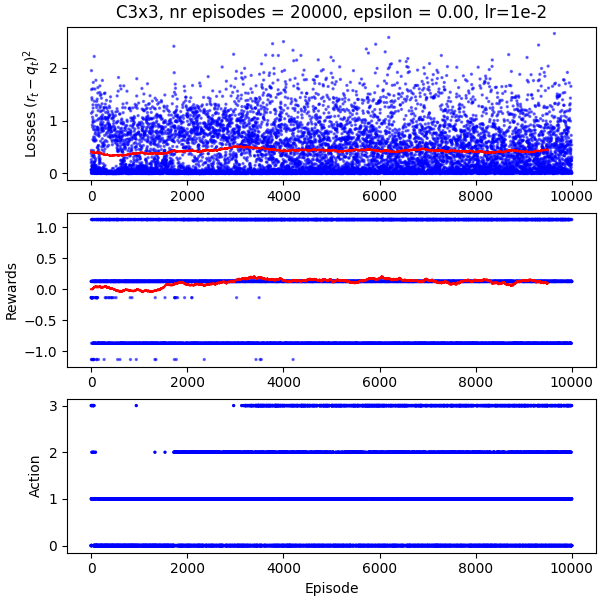 C3x3, nr episodes = 20000, epsilon = 0.00, lr=1e-2
Losses $(r_t - q_t)^2$
2
1
0
0 2000 4000 6000 8000 10000
Rewards
1.0
0.5
0.0
−0.5
−1.0
0 2000 4000 6000 8000 10000
Action
3
2
1
0
0 2000 4000 6000 8000 10000
Episode